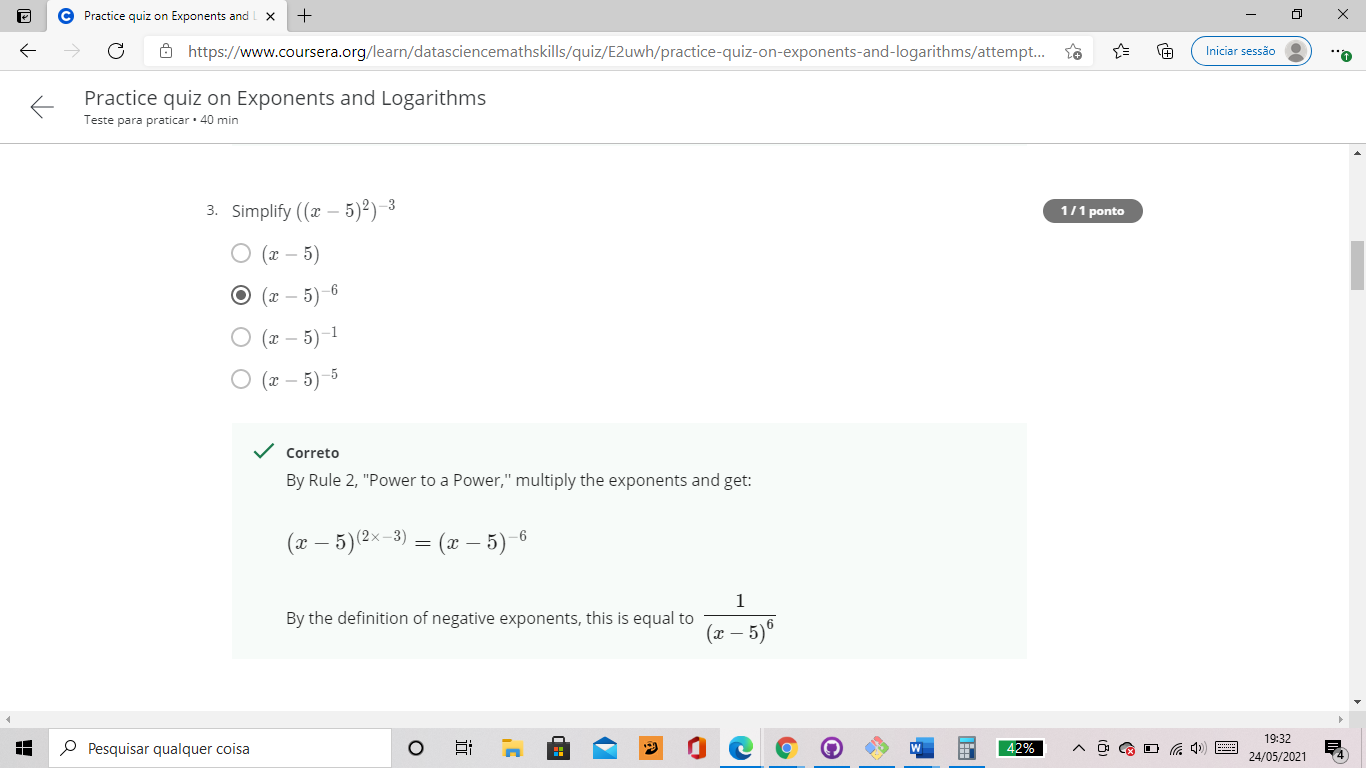 Practice quiz on Exponents and L
https://www.coursera.org/learn/datasciencemathskills/quiz/E2uwh/practice-quiz-on-exponents-and-logarithms/attempt...
Iniciar sessão
Practice quiz on Exponents and Logarithms
Teste para praticar • 40 min
3. Simplify ((x − 5)²)⁻³
1 / 1 ponto
(x − 5)
(x − 5)⁻⁶
(x − 5)⁻¹
(x − 5)⁻⁵
Correto
By Rule 2, "Power to a Power," multiply the exponents and get:
(x − 5)^(2×−3) = (x − 5)⁻⁶
By the definition of negative exponents, this is equal to 1/(x − 5)⁶
Pesquisar qualquer coisa
42%
19:32
24/05/2021
4